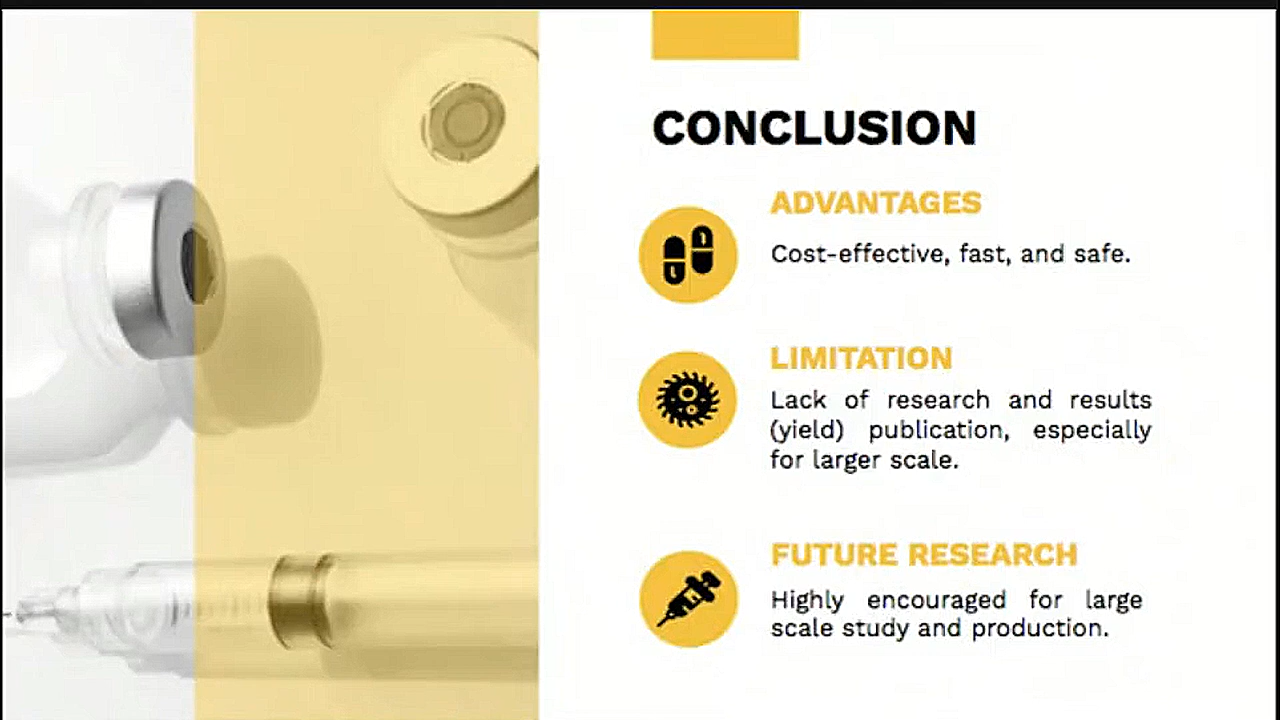 CONCLUSION
ADVANTAGES
Cost-effective, fast, and safe.
LIMITATION
Lack of research and results
(yield) publication, especially
for larger scale.
FUTURE RESEARCH
Highly encouraged for large
scale study and production.